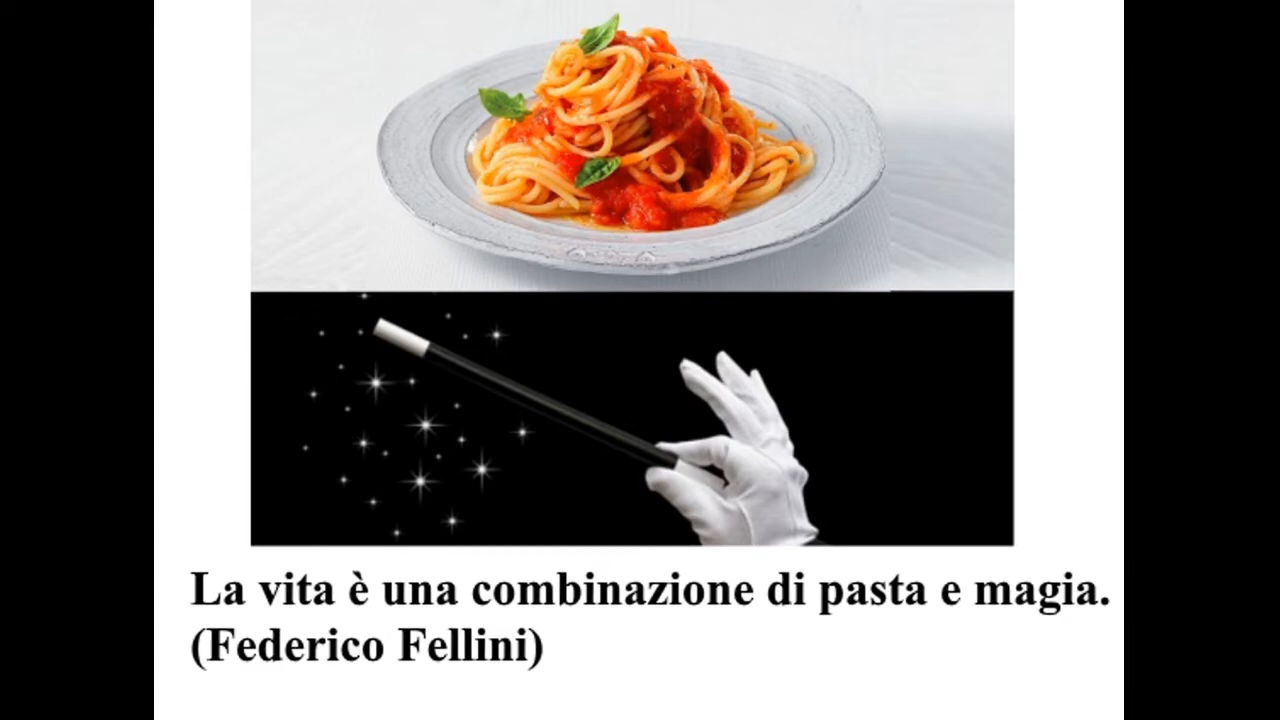 La vita è una combinazione di pasta e magia.
(Federico Fellini)